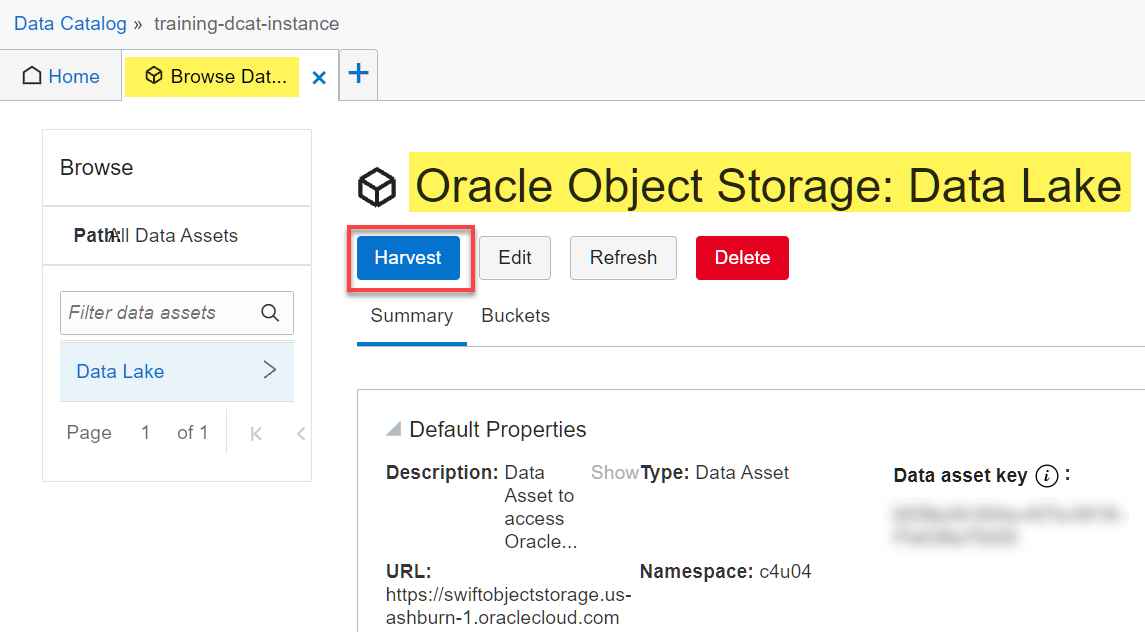 Data Catalog » training-dcat-instance
Home
Browse Dat...
Browse
Path: All Data Assets
Oracle Object Storage: Data Lake
Harvest Edit Refresh Delete
Summary Buckets
Filter data assets
Data Lake
Page 1 of 1
Default Properties
Description: Data Asset to access Oracle... Show
Type: Data Asset
Data asset key i :
URL:
https://swiftobjectstorage.us-
ashburn-1.oraclecloud.com
Namespace: c4u04